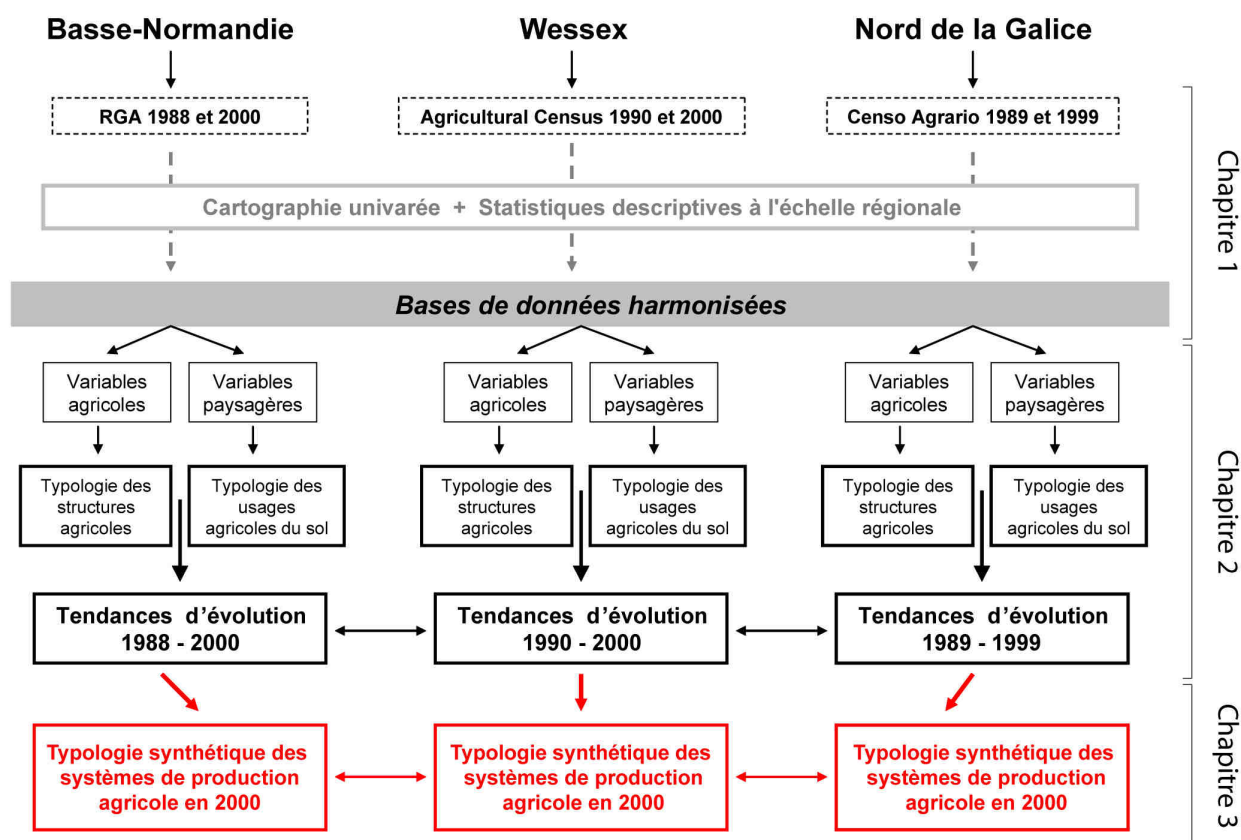 Basse-Normandie
Wessex
Nord de la Galice
RGA 1988 et 2000
Agricultural Census 1990 et 2000
Censo Agrario 1989 et 1999
Cartographie univarée + Statistiques descriptives à l'échelle régionale
Bases de données harmonisées
Chapitre 1
Variables
agricoles
Variables
paysagères
Variables
agricoles
Variables
paysagères
Variables
agricoles
Variables
paysagères
Typologie des
structures
agricoles
Typologie des
usages
agricoles du sol
Typologie des
structures
agricoles
Typologie des
usages
agricoles du sol
Typologie des
structures
agricoles
Typologie des
usages
agricoles du sol
Tendances d’évolution
1988 - 2000
Tendances d’évolution
1990 - 2000
Tendances d’évolution
1989 - 1999
Chapitre 2
Typologie synthétique des
systèmes de production
agricole en 2000
Typologie synthétique des
systèmes de production
agricole en 2000
Typologie synthétique des
systèmes de production
agricole en 2000
Chapitre 3